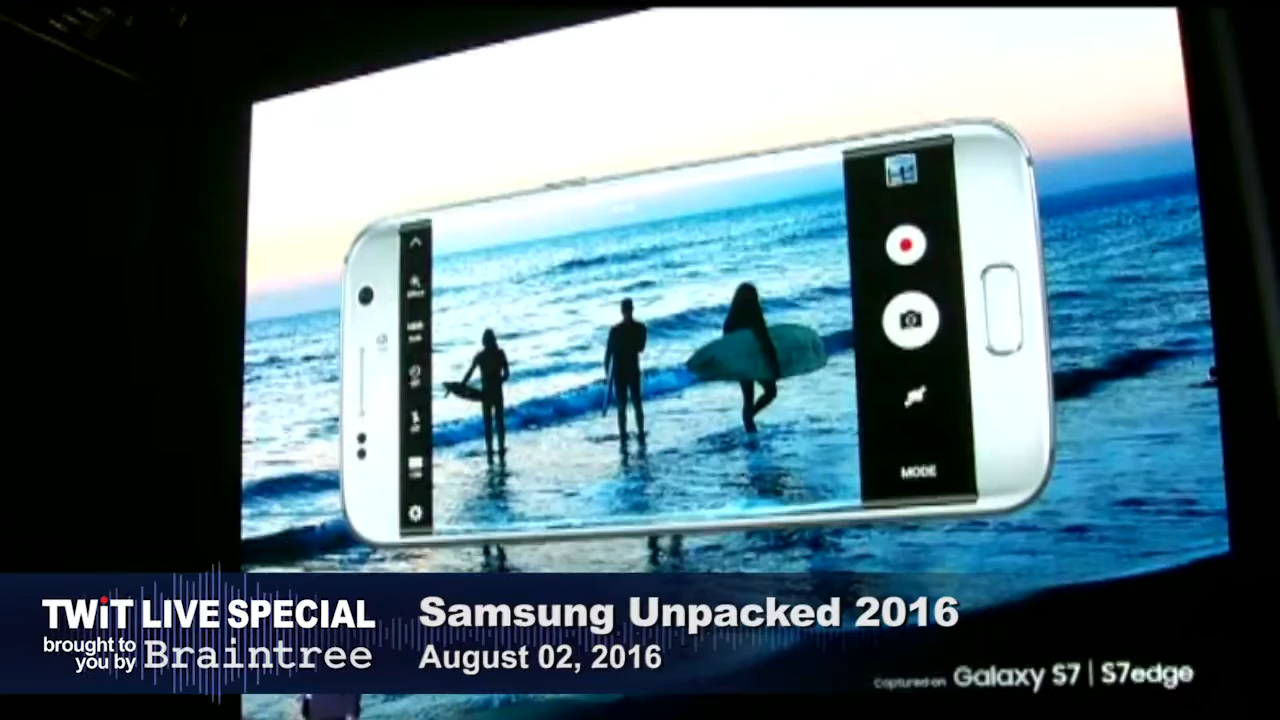 MODE
TWiT LIVE SPECIAL
brought to
you by Braintree
Samsung Unpacked 2016
August 02, 2016
Captured on Galaxy S7 | S7edge